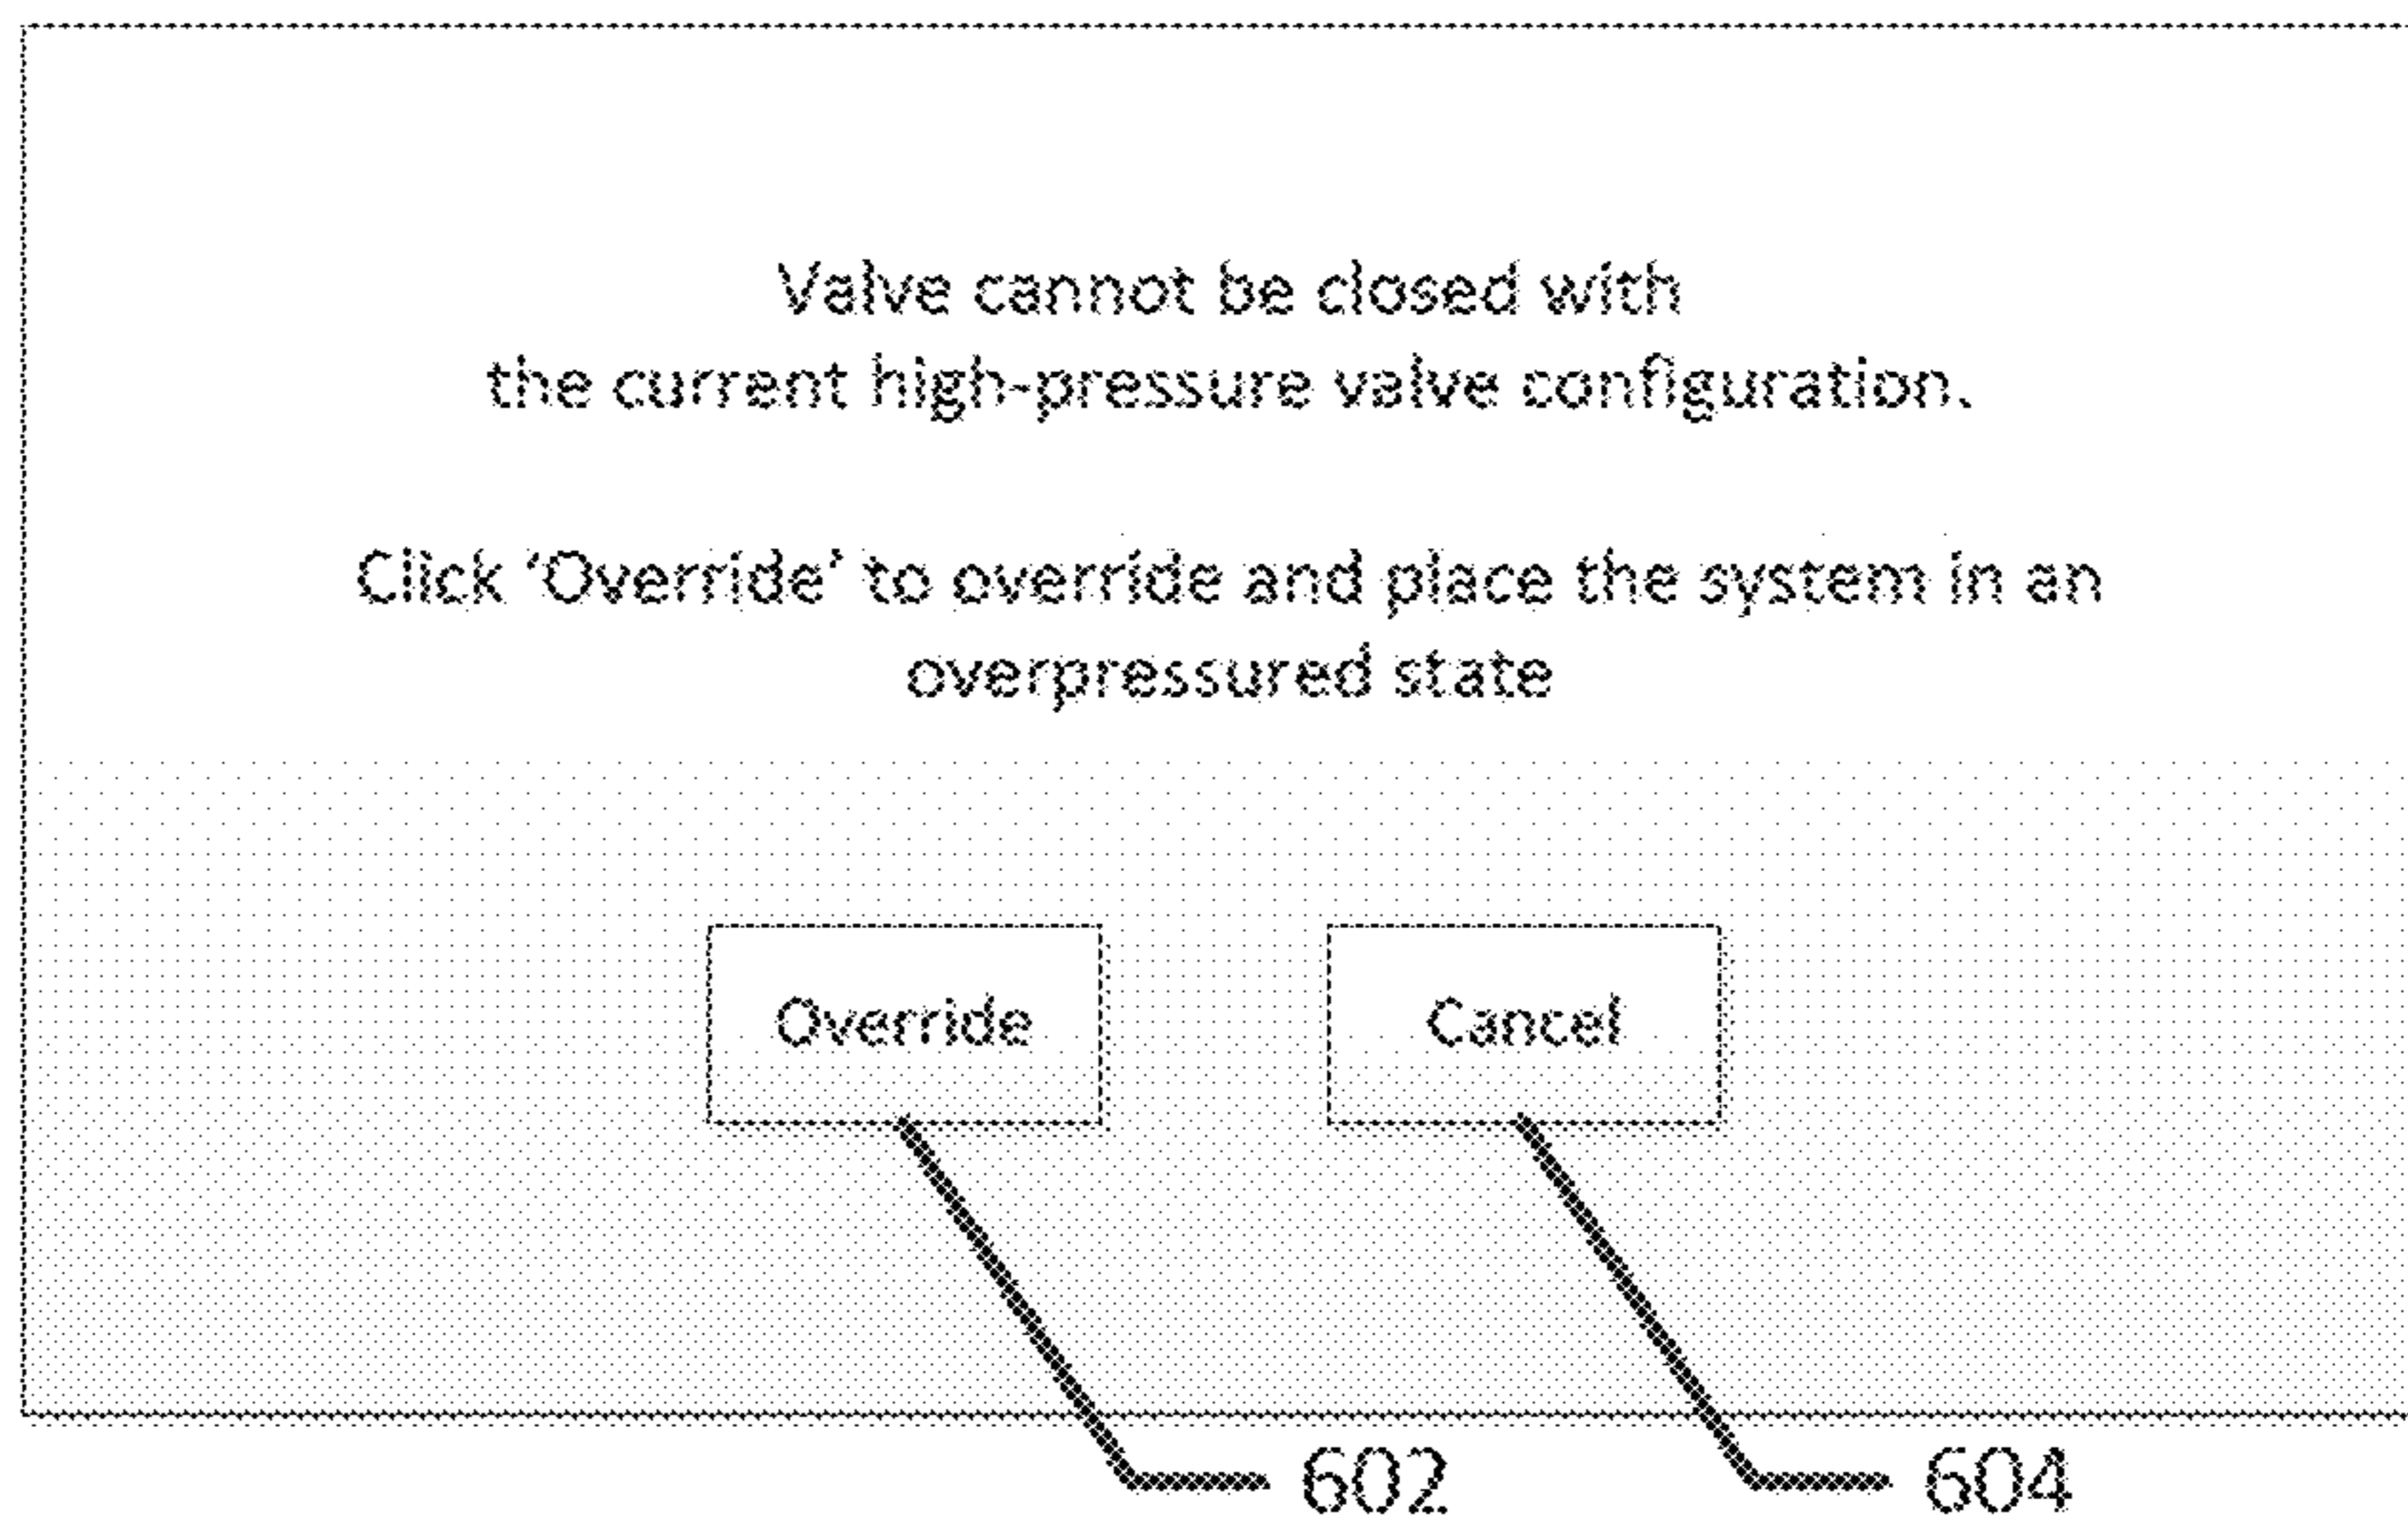 Valve cannot be closed with
the current high-pressure valve configuration.
Click ‘Override’ to override and place the system in an
overpressured state
Override
Cancel
602
604